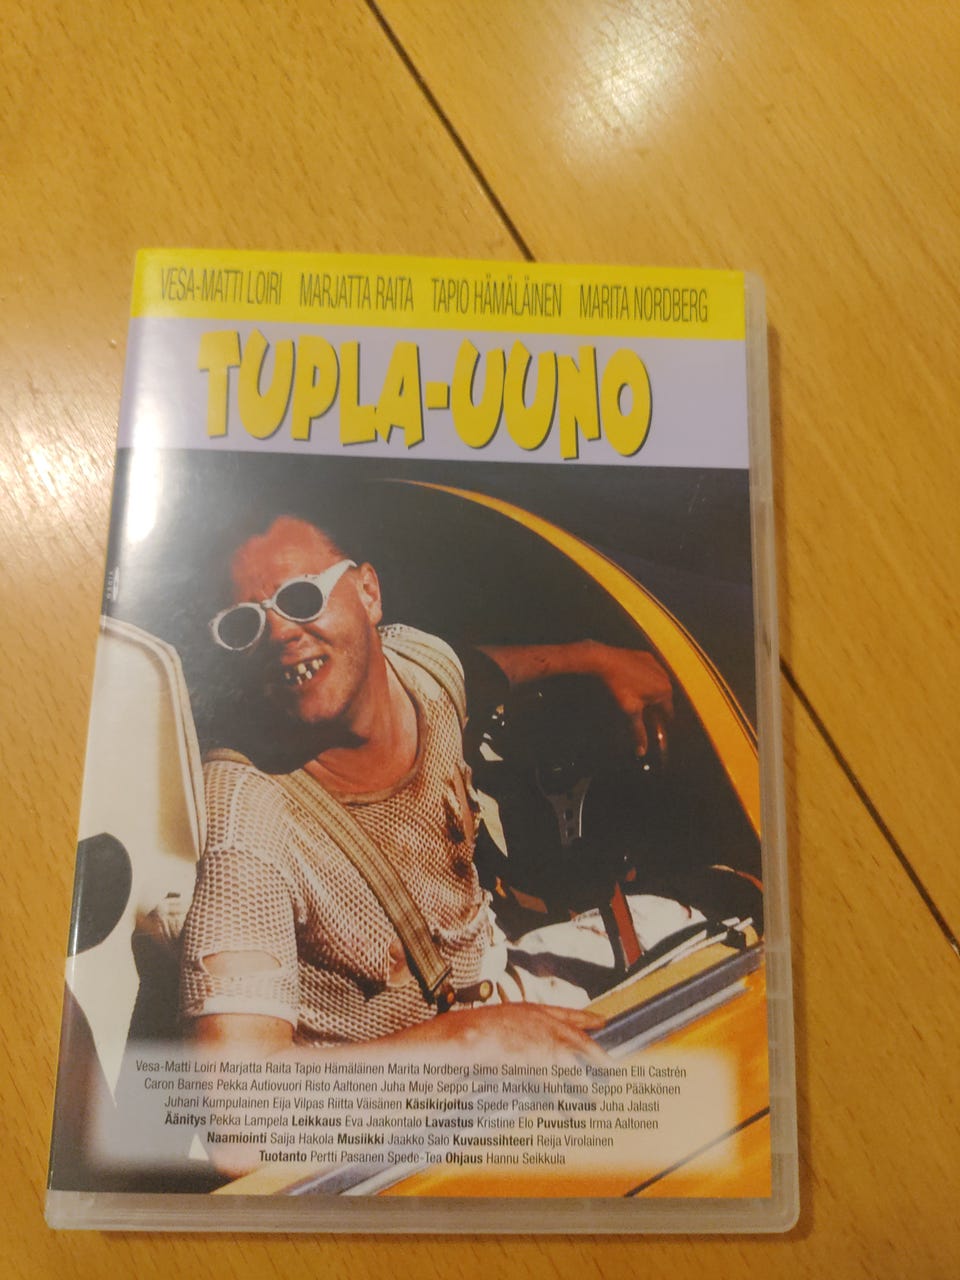 VESA-MATTI LOIRI MARJATTA RAITA TAPIO HÄMÄLÄINEN MARITA NORDBERG
TUPLA-UUNO
Vesa-Matti Loiri Marjatta Raita Tapio Hämäläinen Marita Nordberg Simo Salminen Spede Pasanen Elli Castrén
Caron Barnes Pekka Autiovuori Risto Aaltonen Juha Muje Seppo Laine Markku Huhtamo Seppo Pääkkönen
Juhani Kumpulainen Eija Vilpas Riitta Väisänen Käsikirjoitus Spede Pasanen Kuvaus Juha Jalasti
Äänitys Pekka Lampela Leikkaus Eva Jaakontalo Lavastus Kristine Elo Puvustus Irma Aaltonen
Naamiointi Saija Hakola Musiikki Jaakko Salo Kuvaussihteeri Reija Virolainen
Tuotanto Pertti Pasanen Spede-Tea Ohjaus Hannu Seikkula